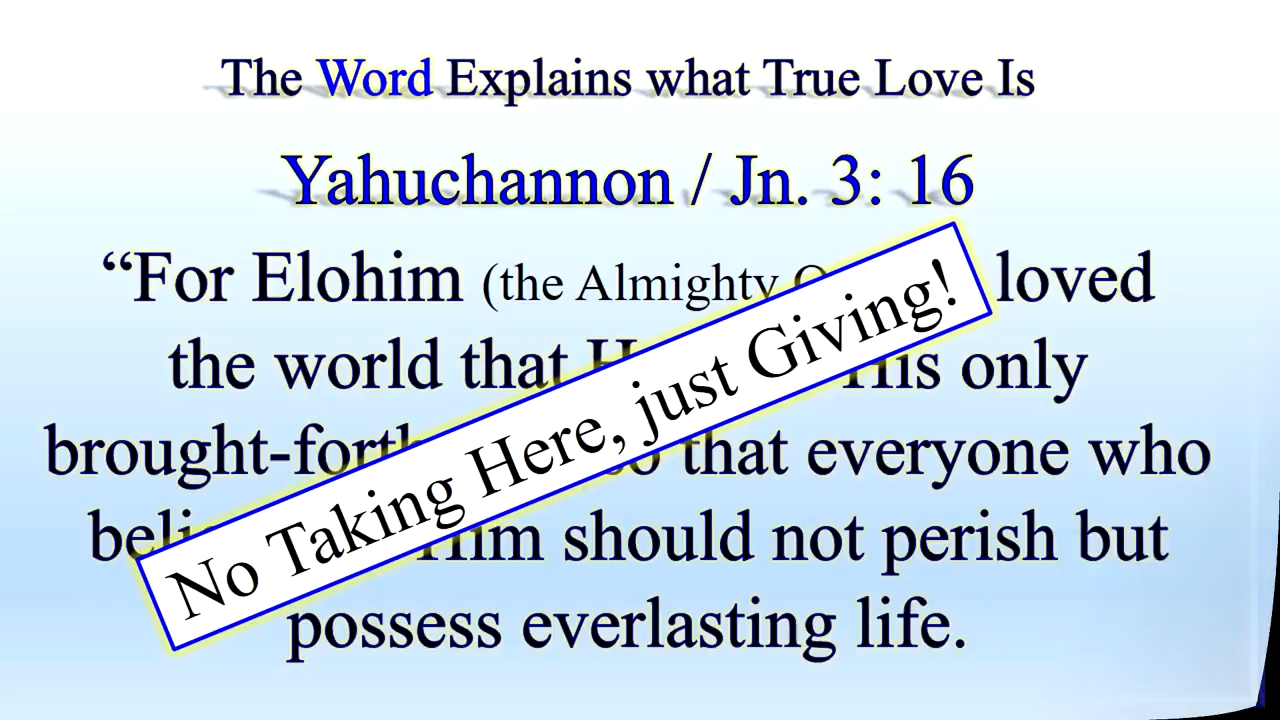 The Word Explains what True Love Is
Yahuchannon / Jn. 3: 16
“For Elohim (the Almighty loved
the world that His only
brought-forth that everyone who
Him should not perish but
possess everlasting life.
No Taking Here, just Giving!